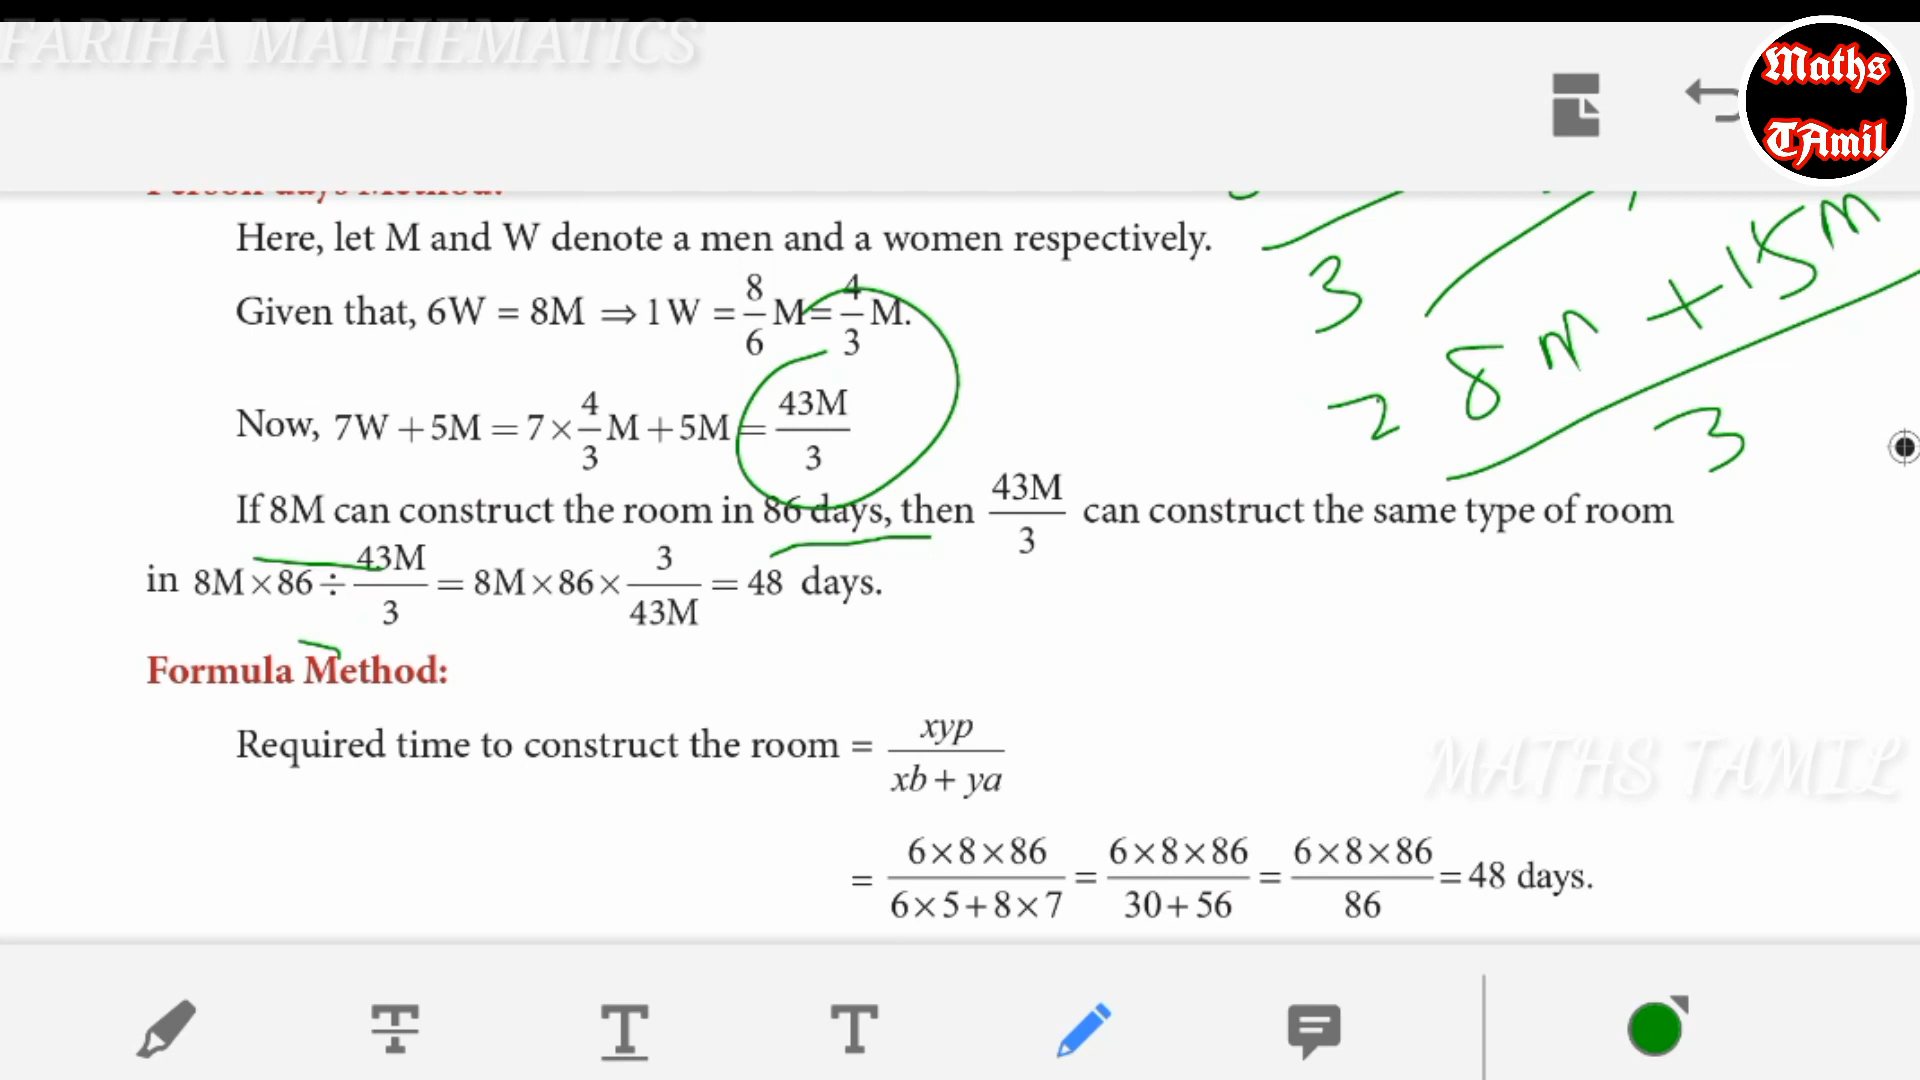 FARIHA MATHEMATICS
Maths
TAmil
Person days Method:
Here, let M and W denote a men and a women respectively.
Given that, 6W = 8M ⇒ 1W = 8/6 M = 4/3 M.
Now, 7W + 5M = 7 × 4/3 M + 5M = 43M/3
If 8M can construct the room in 86 days, then 43M/3 can construct the same type of room
in 8M × 86 ÷ 43M/3 = 8M × 86 × 3/43M = 48 days.
3
28M + 15M
3
Formula Method:
Required time to construct the room = xyp/(xb + ya)
MATHS TAMIL
= 6×8×86/(6×5+8×7) = 6×8×86/(30+56) = 6×8×86/86 = 48 days.